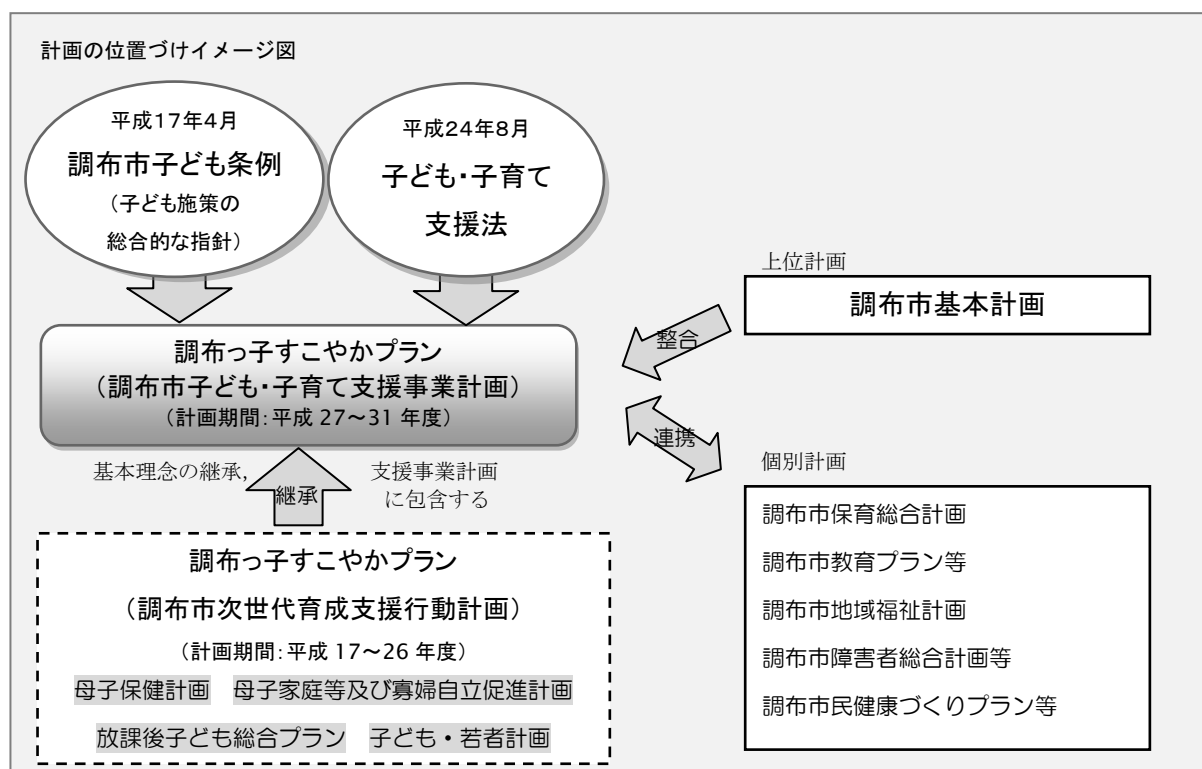 計画の位置づけイメージ図
平成17年4月
調布市子ども条例
(子ども施策の
総合的な指針)
平成24年8月
子ども・子育て
支援法
上位計画
調布市基本計画
整合
調布っ子すこやかプラン
(調布市子ども・子育て支援事業計画)
(計画期間:平成 27～31 年度)
連携
基本理念の継承,
継承
支援事業計画
に包含する
個別計画
調布市保育総合計画
調布市教育プラン等
調布市地域福祉計画
調布市障害者総合計画等
調布市民健康づくりプラン等
調布っ子すこやかプラン
(調布市次世代育成支援行動計画)
(計画期間:平成 17～26 年度)
母子保健計画 母子家庭等及び寡婦自立促進計画
放課後子ども総合プラン 子ども・若者計画